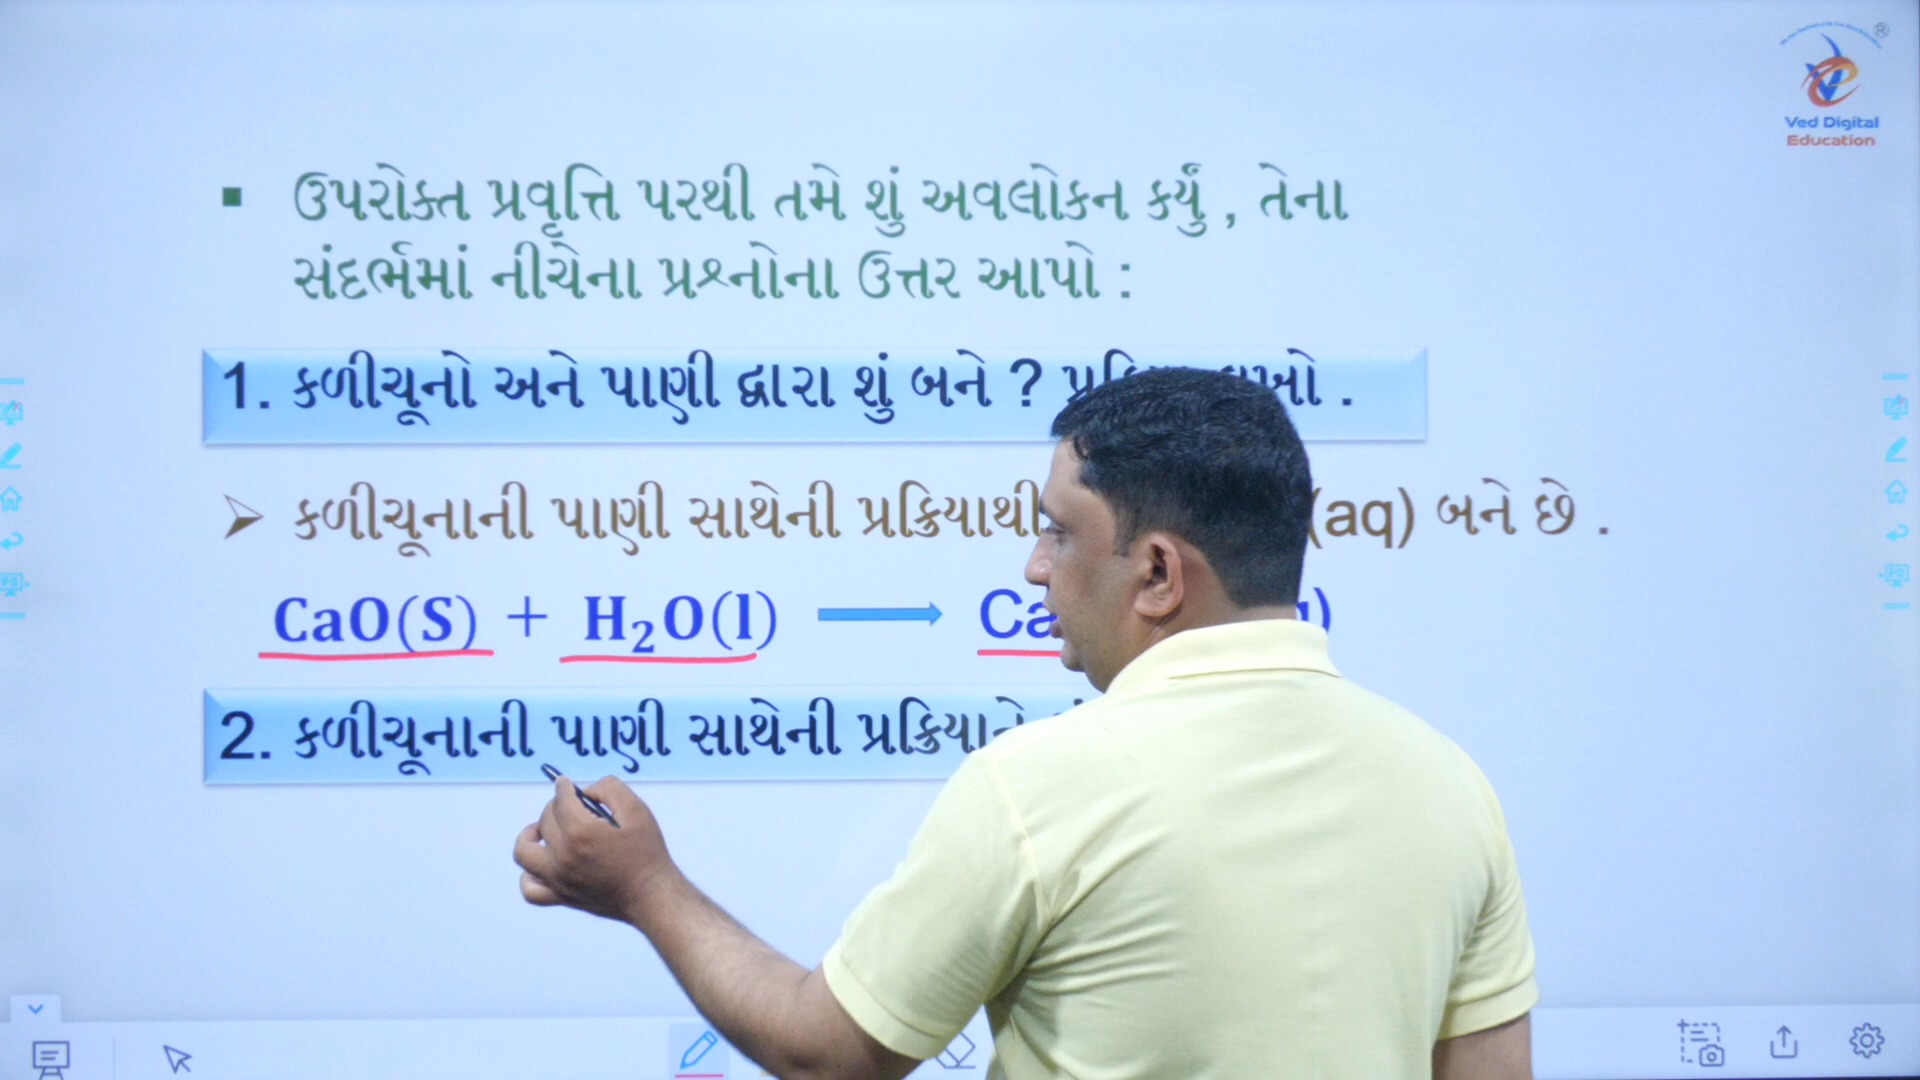 Ved Digital
Education
▪ ઉપરોક્ત પ્રવૃત્તિ પરથી તમે શું અવલોકન કર્યું , તેના
સંદર્ભમાં નીચેના પ્રશ્નોના ઉત્તર આપો :
1. કળીચૂનો અને પાણી દ્વારા શું બને ?
➢ કળીચૂનાની પાણી સાથેની પ્રક્રિયાથી (aq) બને છે .
CaO(S) + H₂O(l) ⟶ Ca
2. કળીચૂનાની પાણી સાથેની પ્રક્રિયાને